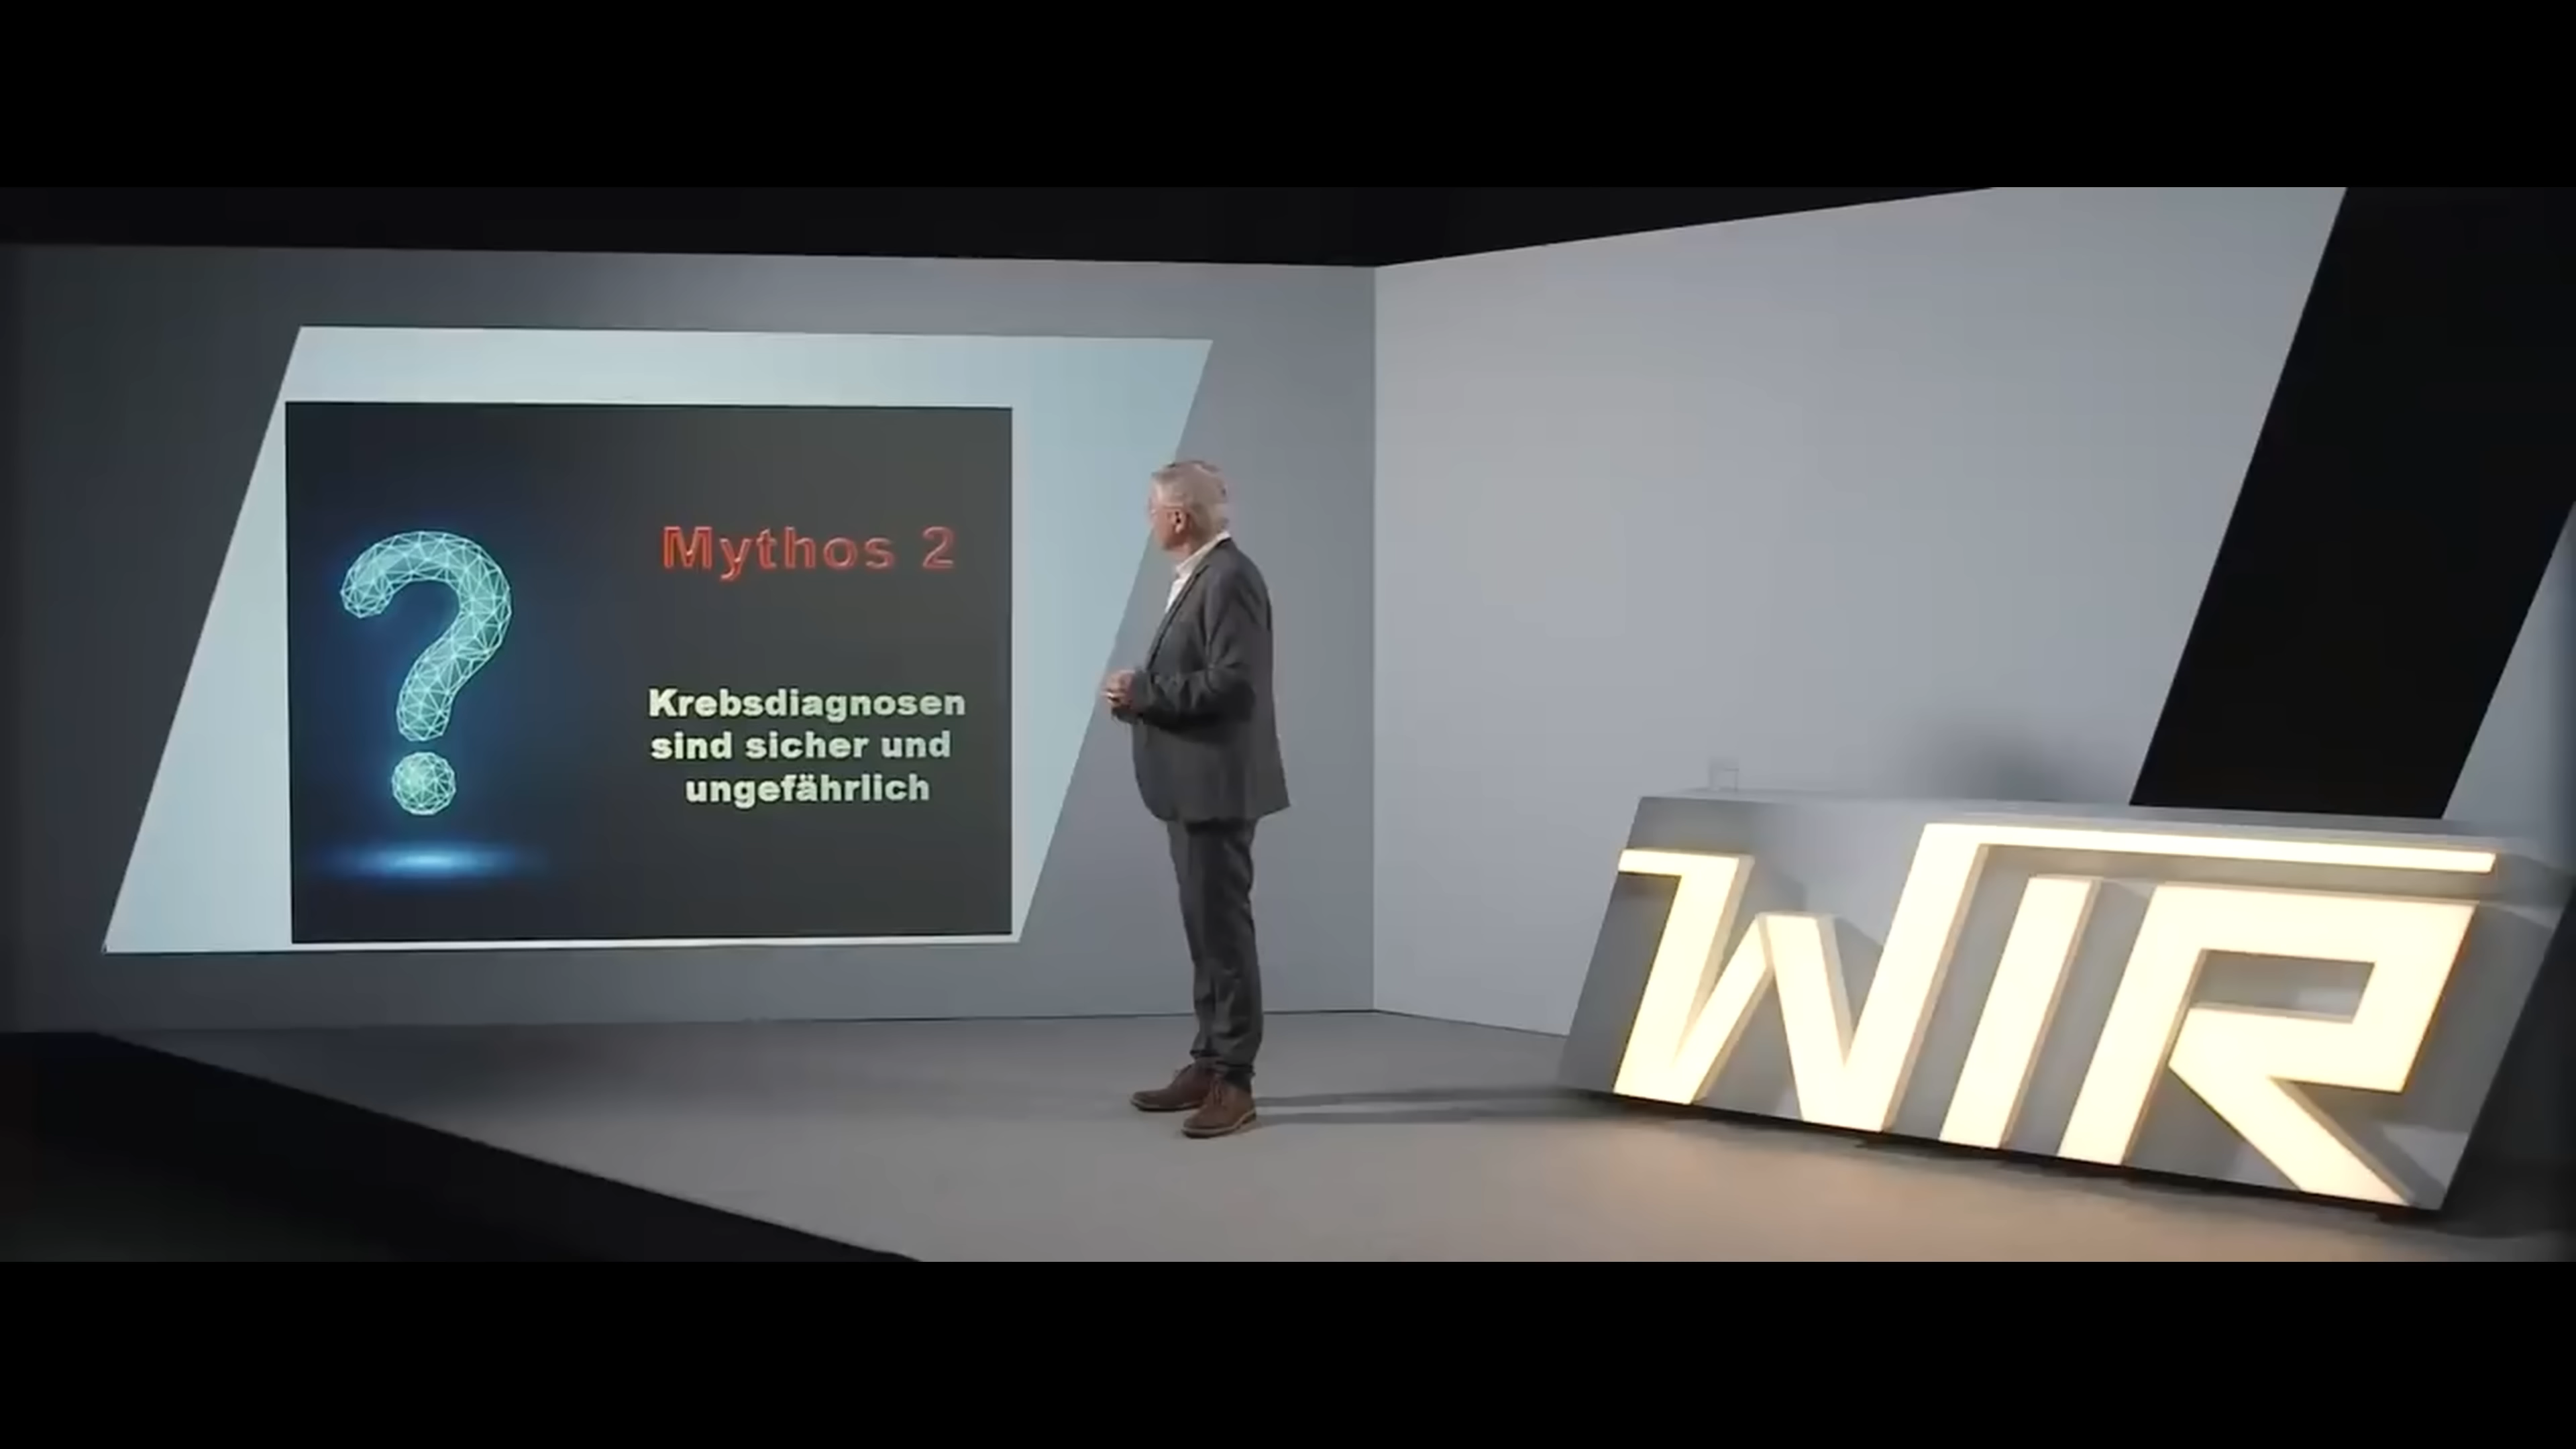 Mythos 2
Krebsdiagnosen
sind sicher und
ungefährlich
WIR